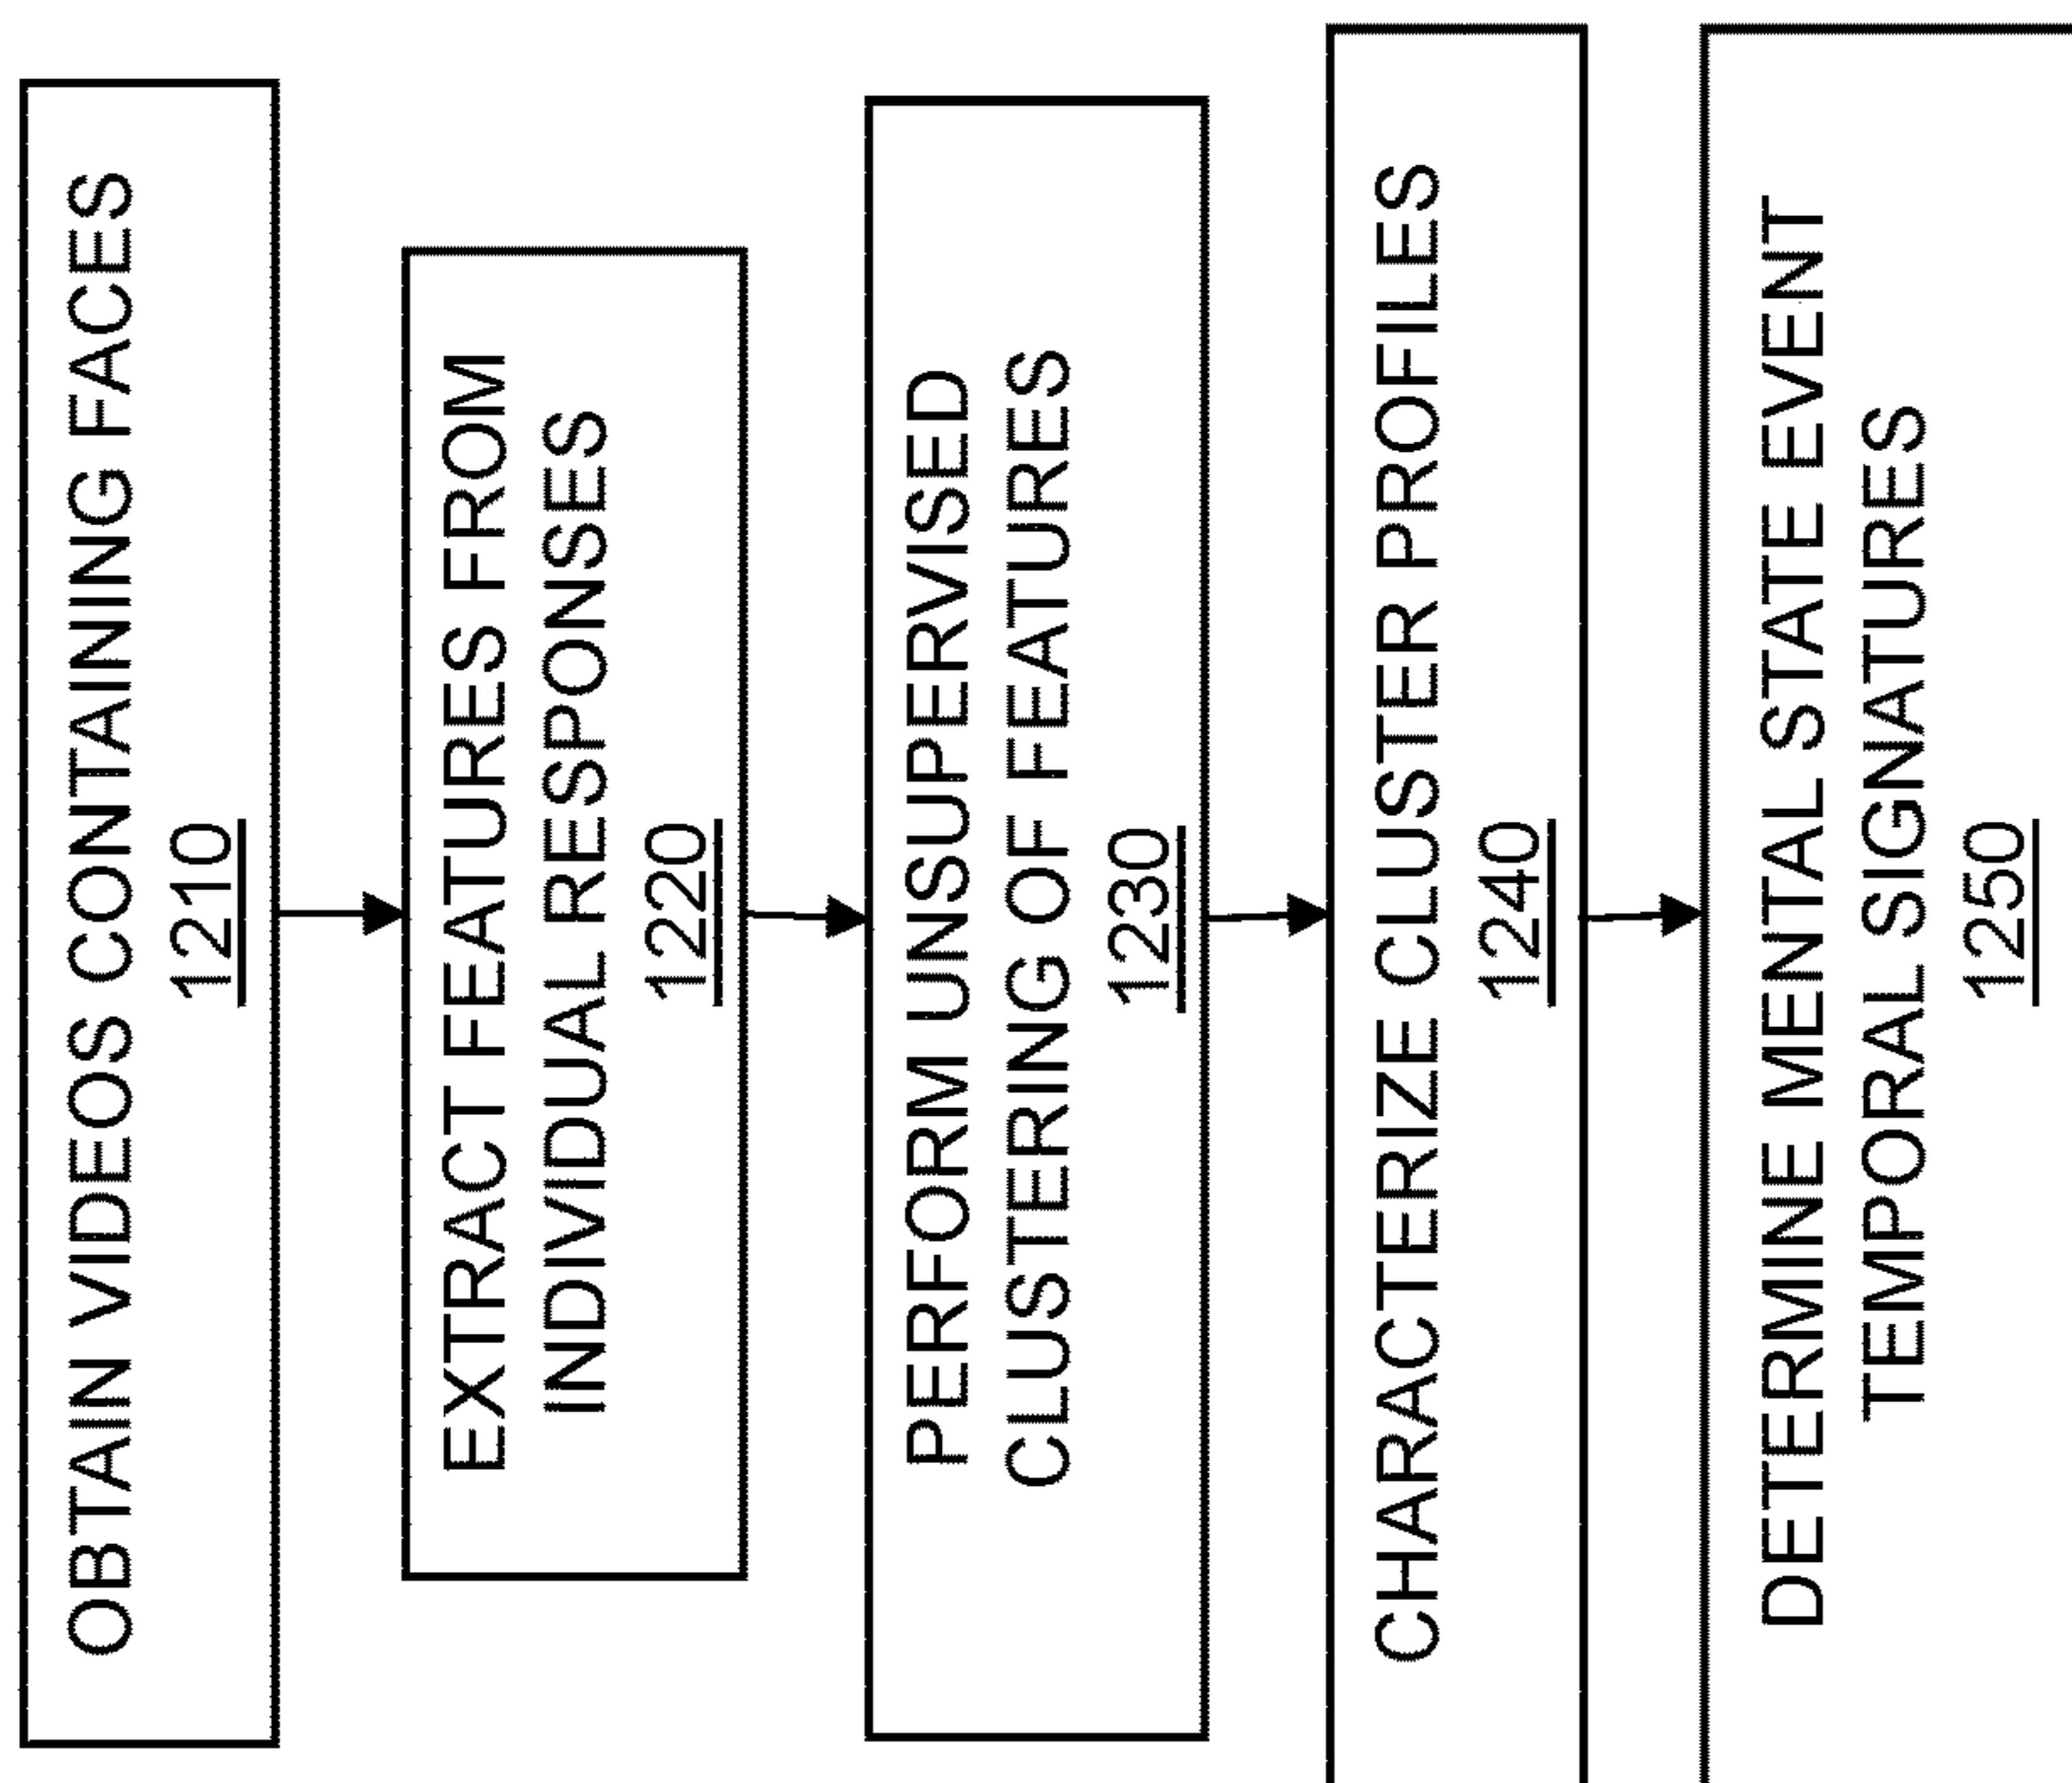 OBTAIN VIDEOS CONTAINING FACES
1210
EXTRACT FEATURES FROM
INDIVIDUAL RESPONSES
1220
PERFORM UNSUPERVISED
CLUSTERING OF FEATURES
1230
CHARACTERIZE CLUSTER PROFILES
1240
DETERMINE MENTAL STATE EVENT
TEMPORAL SIGNATURES
1250